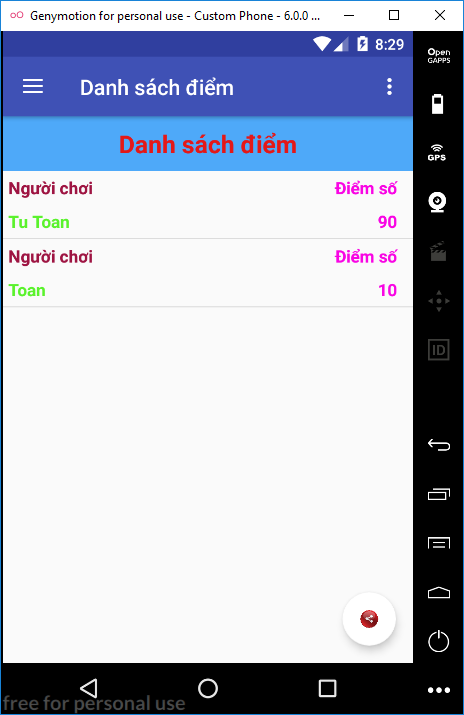 Genymotion for personal use - Custom Phone - 6.0.0 ...
8:29
Open
GAPPS
Danh sách điểm
GPS
Danh sách điểm
Người chơi Điểm số
Tu Toan 90
Người chơi Điểm số
Toan 10
ID
free for personal use